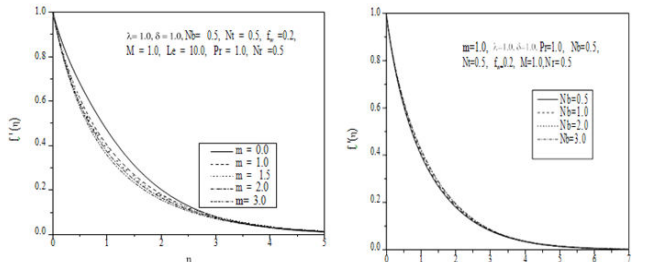 λ= 1.0, δ = 1.0, Nb= 0.5, Nt = 0.5, fw =0.2,
M = 1.0, Le = 10.0, Pr = 1.0, Nr =0.5
m = 0.0
m = 1.0
m = 1.5
m = 2.0
m= 3.0
f '(η)
1.0
0.8
0.6
0.4
0.2
0.0
0 1 2 3 4 5
η
m=1.0, λ=1.0, δ=1.0, Pr=1.0, Nb=0.5,
Nt=0.5, fw=0.2, M=1.0,Nr=0.5
Nb=0.5
Nb=1.0
Nb=2.0
Nb=3.0
f '(η)
1.0
0.8
0.6
0.4
0.2
0.0
0 1 2 3 4 5 6 7